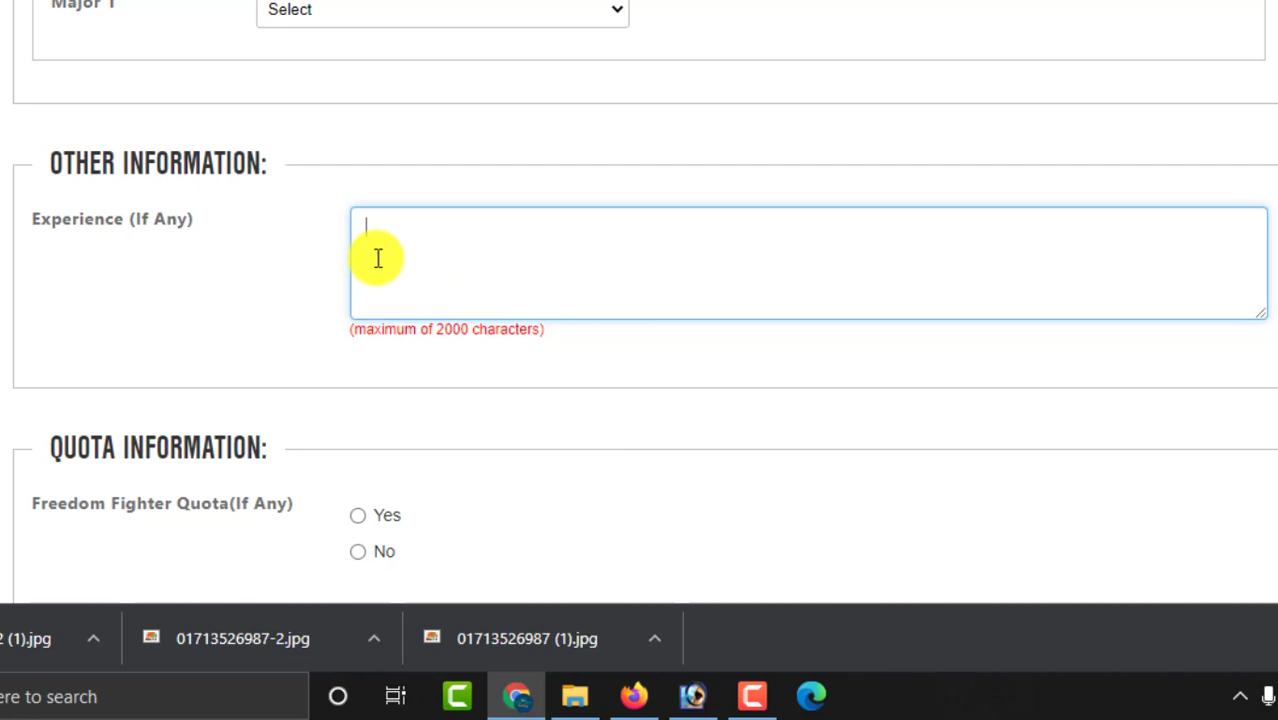 Major 1
Select
OTHER INFORMATION:
Experience (If Any)
(maximum of 2000 characters)
QUOTA INFORMATION:
Freedom Fighter Quota(If Any)
Yes
No
2 (1).jpg
01713526987-2.jpg
01713526987 (1).jpg
ere to search